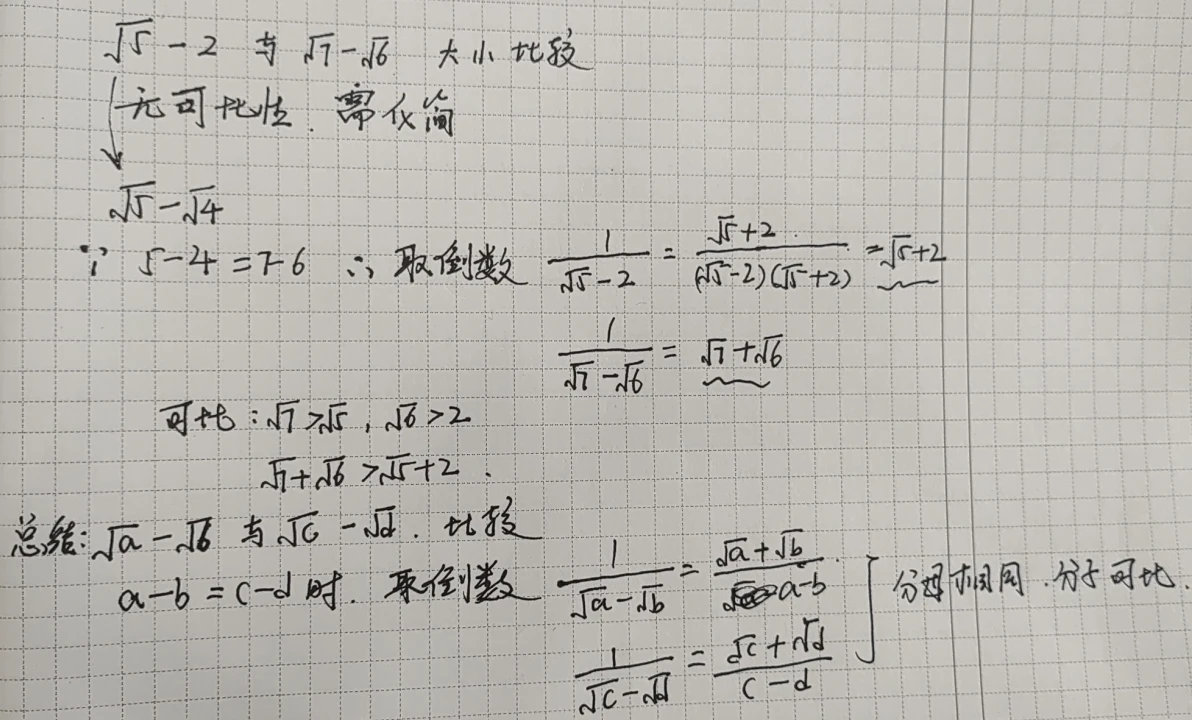 √5 - 2 与 √7 - √6 大小比较
无可比性. 需化简
√5 - √4
∵ 5-4=7-6 ∴ 取倒数 1/(√5-2) = (√5+2)/((√5-2)(√5+2)) = √5+2
1/(√7-√6) = √7+√6
可比: √7>√5, √6>2
√7+√6 >√5+2.
总结: √a - √b 与 √c - √d. 比较
a-b=c-d时. 取倒数 1/(√a-√b) = (√a+√b)/(a-b)
1/(√c-√d) = (√c+√d)/(c-d)
分母相同. 分子可比.